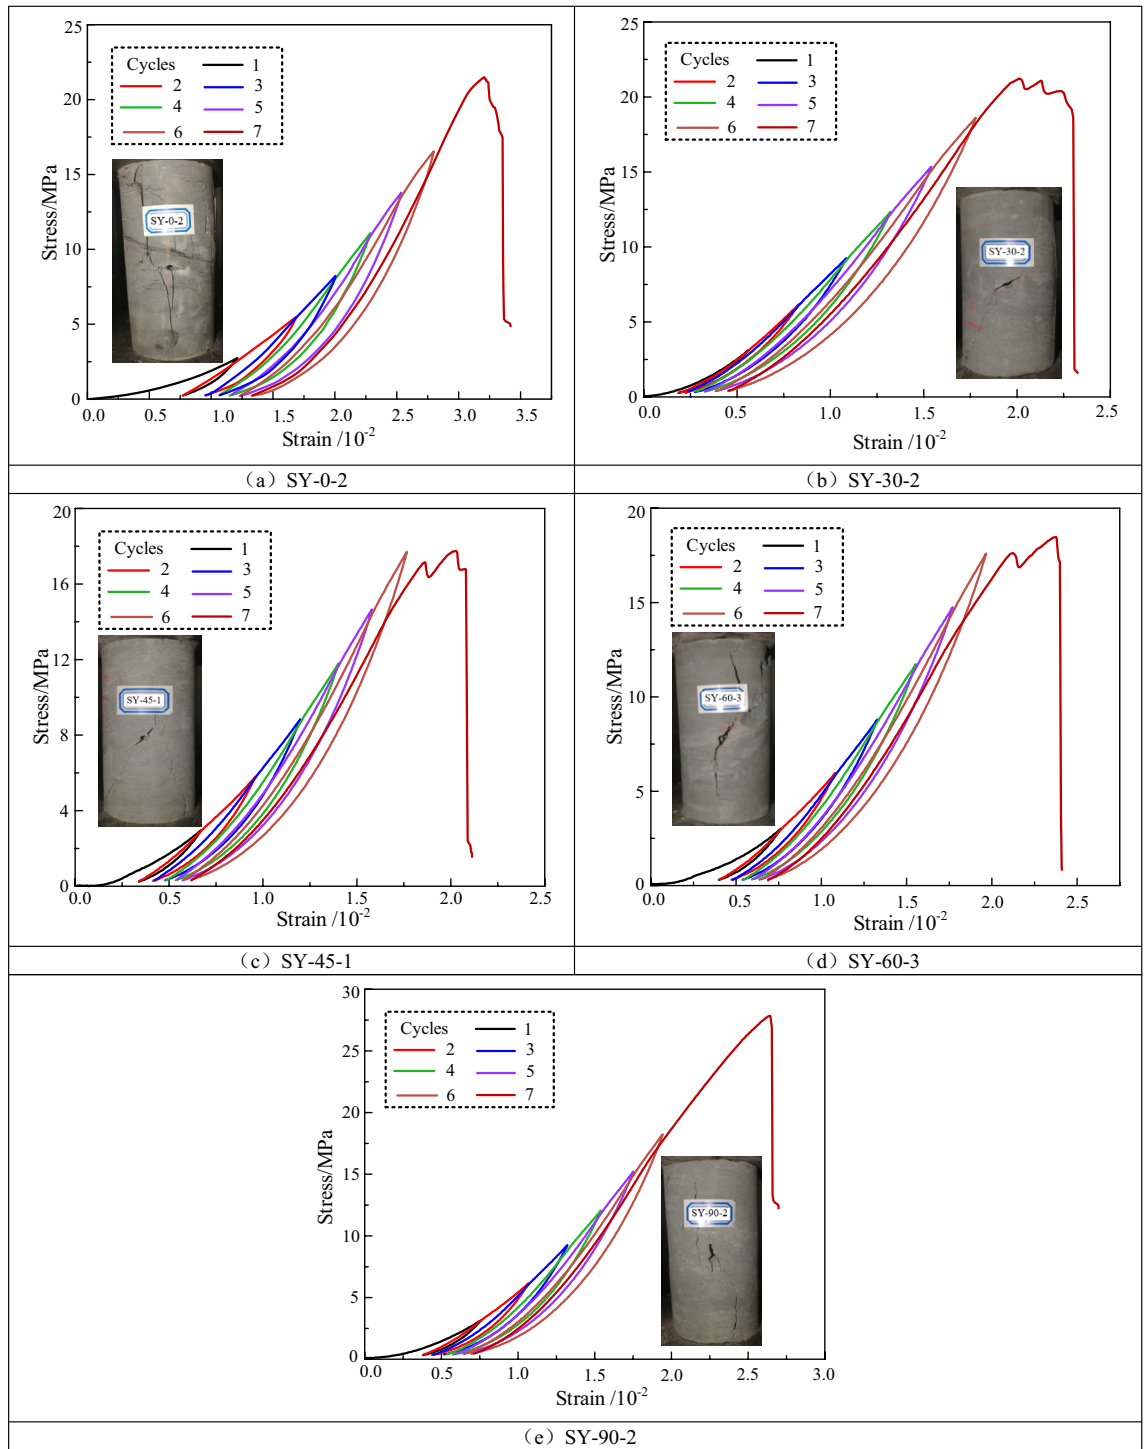 25
20
15
10
5
0
Stress/MPa
Cycles
1
2
3
4
5
6
7
SY-0-2
0.0 0.5 1.0 1.5 2.0 2.5 3.0 3.5
Strain /10-2
(a) SY-0-2
25
20
15
10
5
0
Stress/MPa
Cycles
1
2
3
4
5
6
7
SY-30-2
0.0 0.5 1.0 1.5 2.0 2.5
Strain /10-2
(b) SY-30-2
20
16
12
8
4
0
Stress/MPa
Cycles
1
2
3
4
5
6
7
SY-45-1
0.0 0.5 1.0 1.5 2.0 2.5
Strain /10-2
(c) SY-45-1
20
15
10
5
0
Stress/MPa
Cycles
1
2
3
4
5
6
7
SY-60-3
0.0 0.5 1.0 1.5 2.0 2.5
Strain /10-2
(d) SY-60-3
30
25
20
15
10
5
0
Stress/MPa
Cycles
1
2
3
4
5
6
7
SY-90-2
0.0 0.5 1.0 1.5 2.0 2.5 3.0
Strain /10-2
(e) SY-90-2